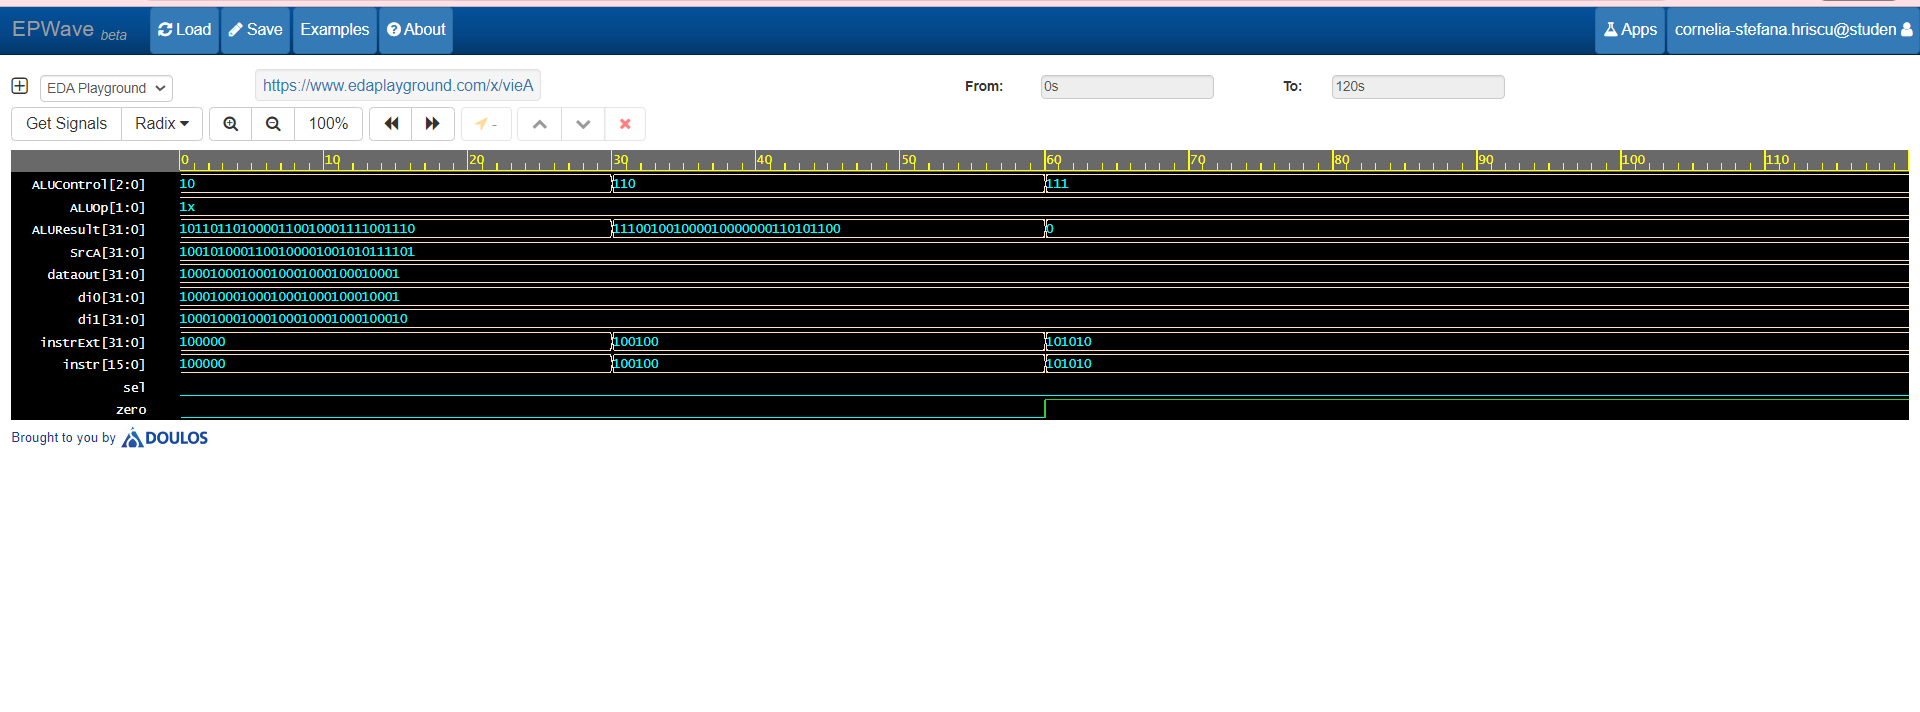 EPWave beta Load Save Examples About Apps cornelia-stefana.hriscu@studen
EDA Playground https://www.edaplayground.com/x/vieA From: 0s To: 120s
Get Signals Radix 100% -
0 10 20 30 40 50 60 70 80 90 100 110
ALUControl[2:0] 10 110 111
ALUOp[1:0] 1x
ALUResult[31:0] 1011011010000110010001111001110 111001001000010000000110101100 0
SrcA[31:0] 1001010001100100001001010111101
dataout[31:0] 10001000100010001000100010001
di0[31:0] 10001000100010001000100010001
di1[31:0] 100010001000100010001000100010
instrExt[31:0] 100000 100100 101010
instr[15:0] 100000 100100 101010
sel
zero
Brought to you by DOULOS